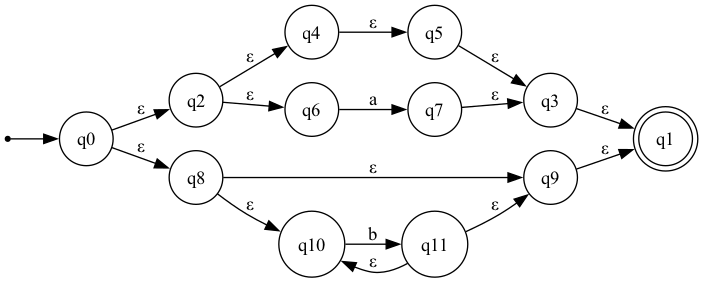 q4 ε q5
ε ε
q2 ε q6 a q7 ε q3
ε ε
q0 q1
ε ε
q8 ε q9
ε ε
q10 b q11
ε